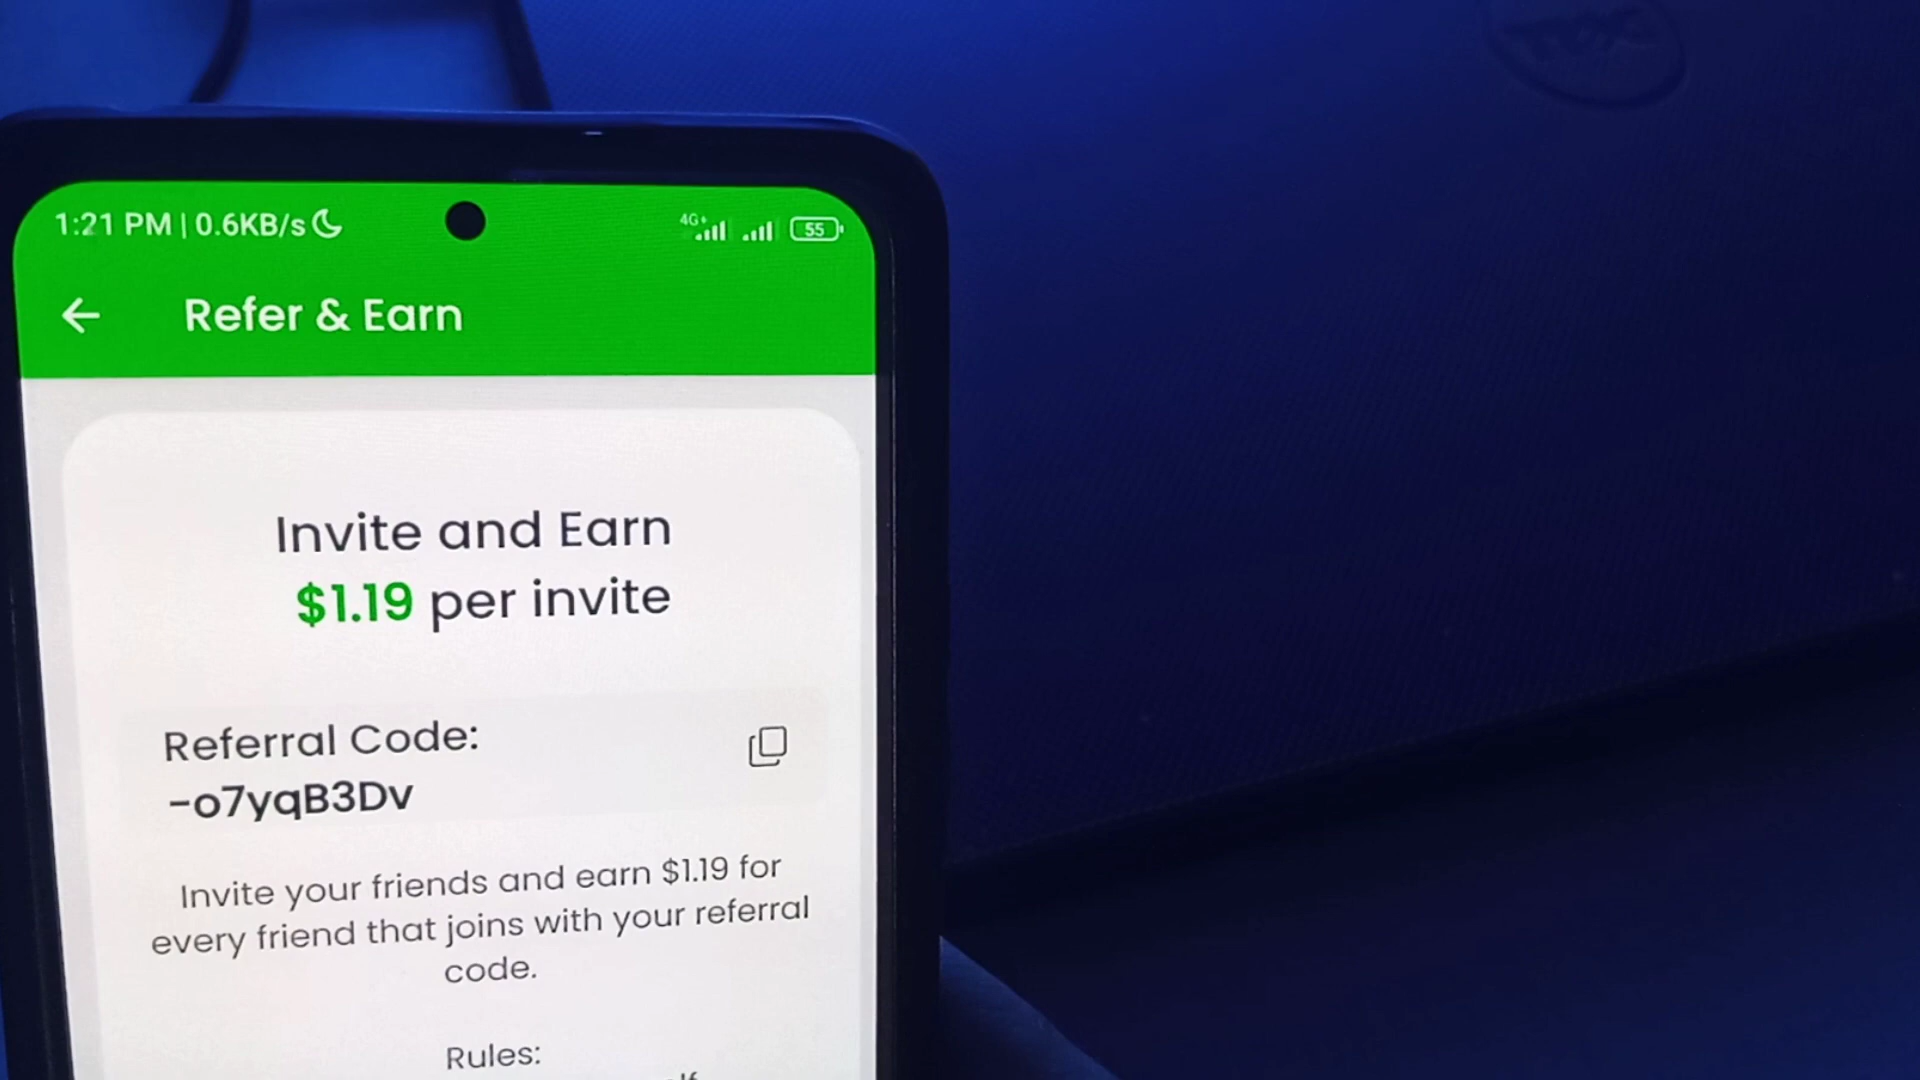 1:21 PM | 0.6KB/s
4G+
55
Refer & Earn
Invite and Earn
$1.19 per invite
Referral Code:
-o7yqB3Dv
Invite your friends and earn $1.19 for
every friend that joins with your referral
code.
Rules: